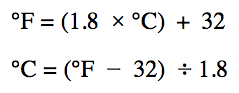 °F = (1.8 × °C) + 32
°C = (°F − 32) ÷ 1.8